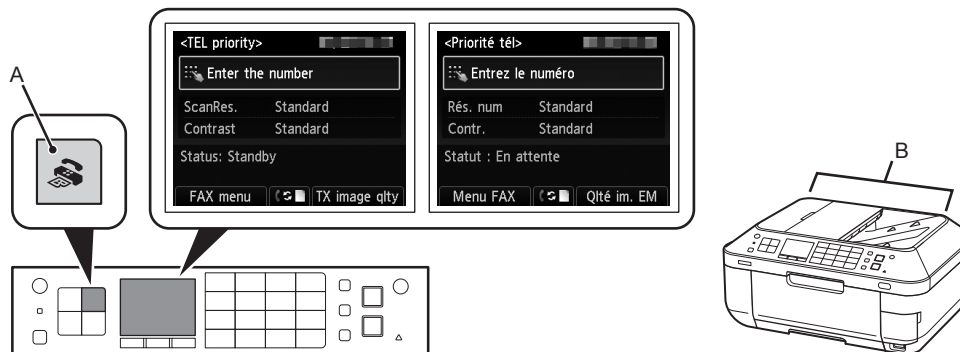 A
<TEL priority>
Enter the number
ScanRes. Standard
Contrast Standard
Status: Standby
FAX menu TX image qlty
<Priorité tél>
Entrez le numéro
Rés. num Standard
Contr. Standard
Statut : En attente
Menu FAX Qlté im. EM
B